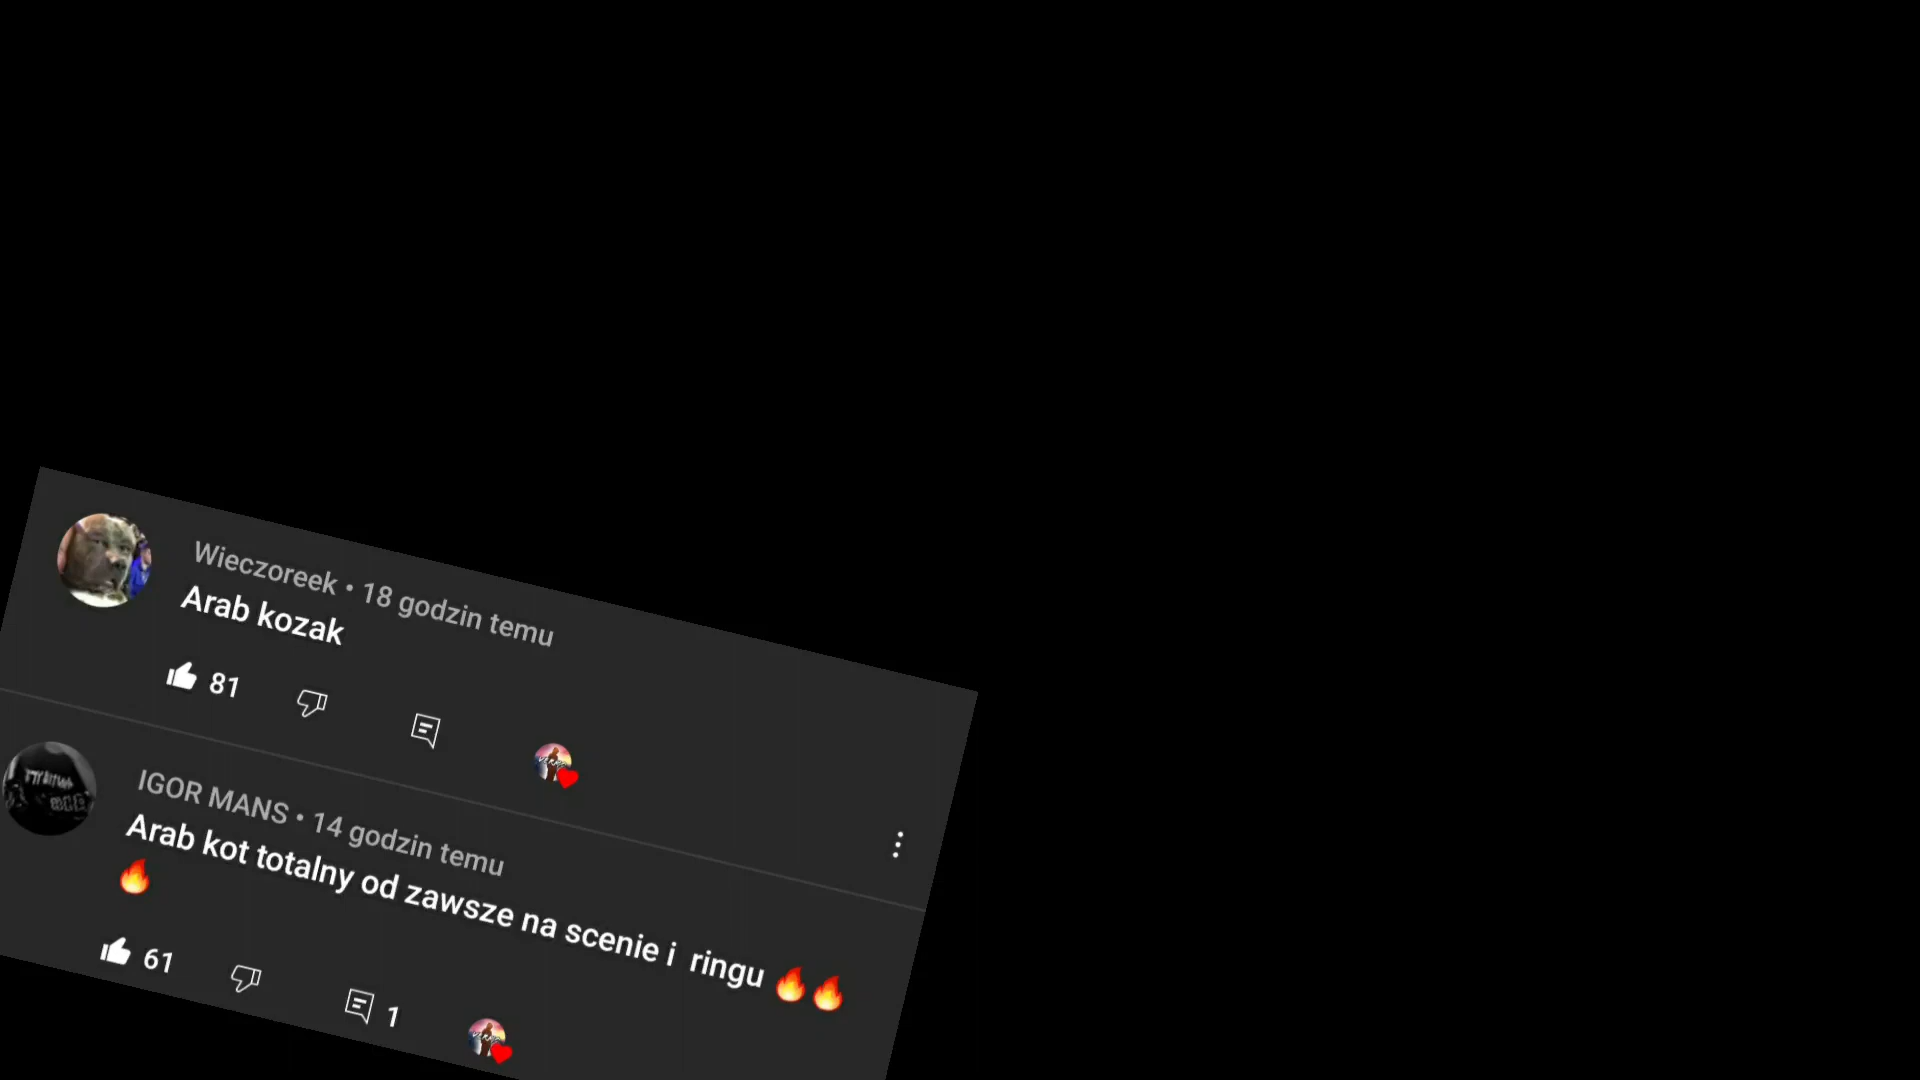 Wieczoreek • 18 godzin temu
Arab kozak
81
IGOR MANS • 14 godzin temu
Arab kot totalny od zawsze na scenie i ringu 🔥🔥
🔥
61
1